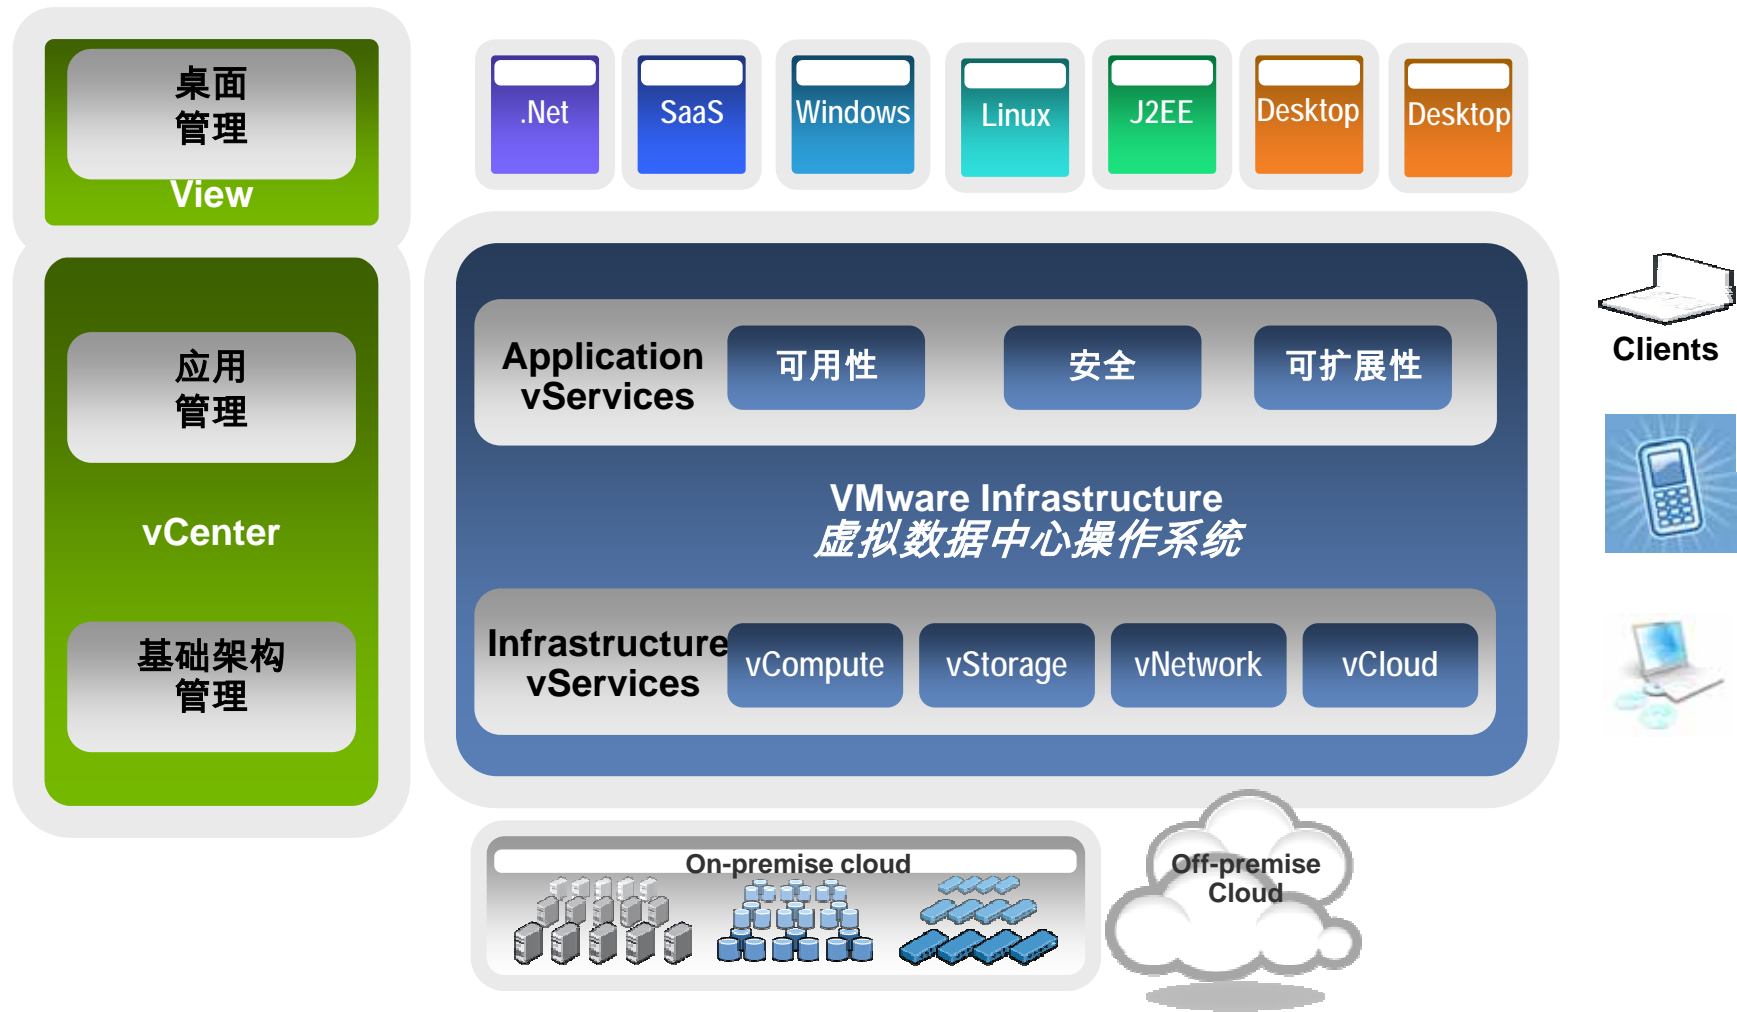 桌面
管理
View
.Net
SaaS
Windows
Linux
J2EE
Desktop
Desktop
应用
管理
vCenter
基础架构
管理
Application
vServices
可用性
安全
可扩展性
VMware Infrastructure
虚拟数据中心操作系统
Infrastructure
vServices
vCompute
vStorage
vNetwork
vCloud
Clients
On-premise cloud
Off-premise
Cloud